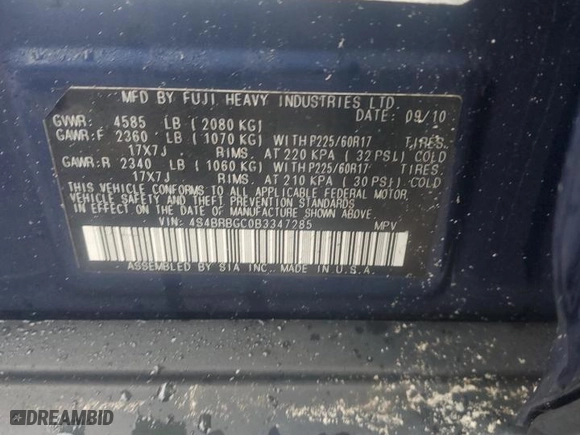 MFD BY FUJI HEAVY INDUSTRIES LTD.
DATE: 09/10
GVWR: 4585 LB ( 2080 KG)
GAWR:F 2360 LB ( 1070 KG) WITH P225/60R17 TIRES.
17X7J RIMS. AT 220 KPA ( 32 PSI) COLD
GAWR:R 2340 LB ( 1060 KG) WITH P225/60R17 TIRES.
17X7J RIMS. AT 210 KPA ( 30 PSI) COLD
THIS VEHICLE CONFORMS TO ALL APPLICABLE FEDERAL MOTOR
VEHICLE SAFETY AND THEFT PREVENTION STANDARDS
IN EFFECT ON THE DATE OF MANUFACTURE SHOWN ABOVE.
VIN: 4S4BRBGC0B3347285 MPV
ASSEMBLED BY SIA INC. MADE IN U.S.A.
DREAMBID